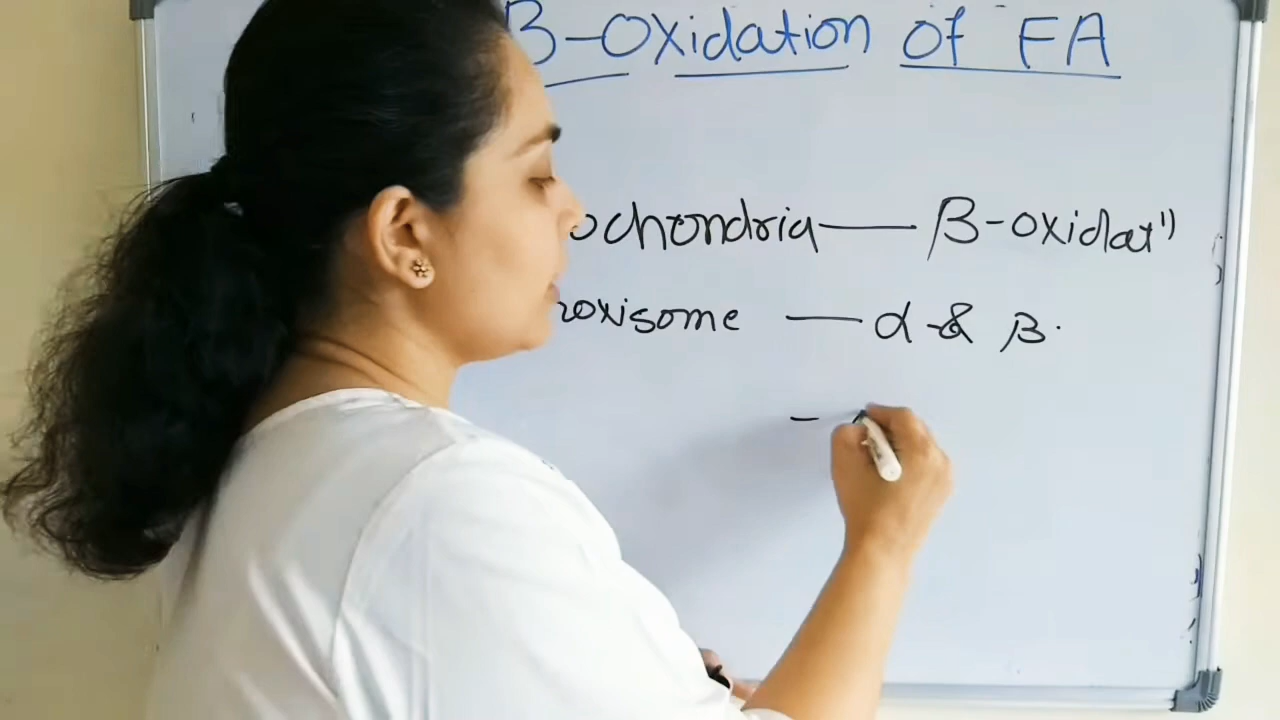 β-Oxidation of FA
ochondria — β-oxidatⁿ
roxisome — α & β.
-